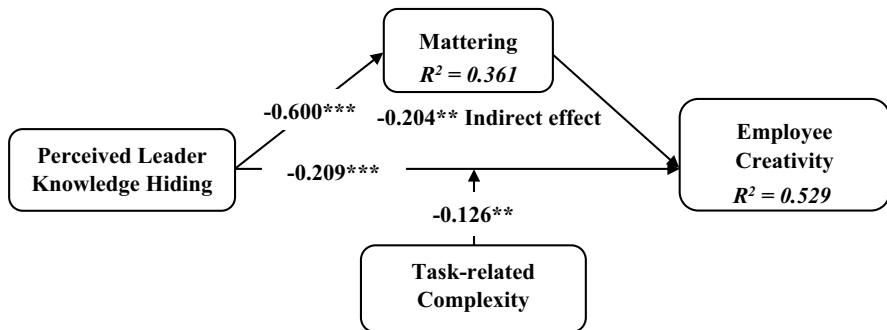 Mattering
R² = 0.361
-0.600***
-0.204** Indirect effect
Perceived Leader
Knowledge Hiding
-0.209***
Employee
Creativity
R² = 0.529
-0.126**
Task-related
Complexity